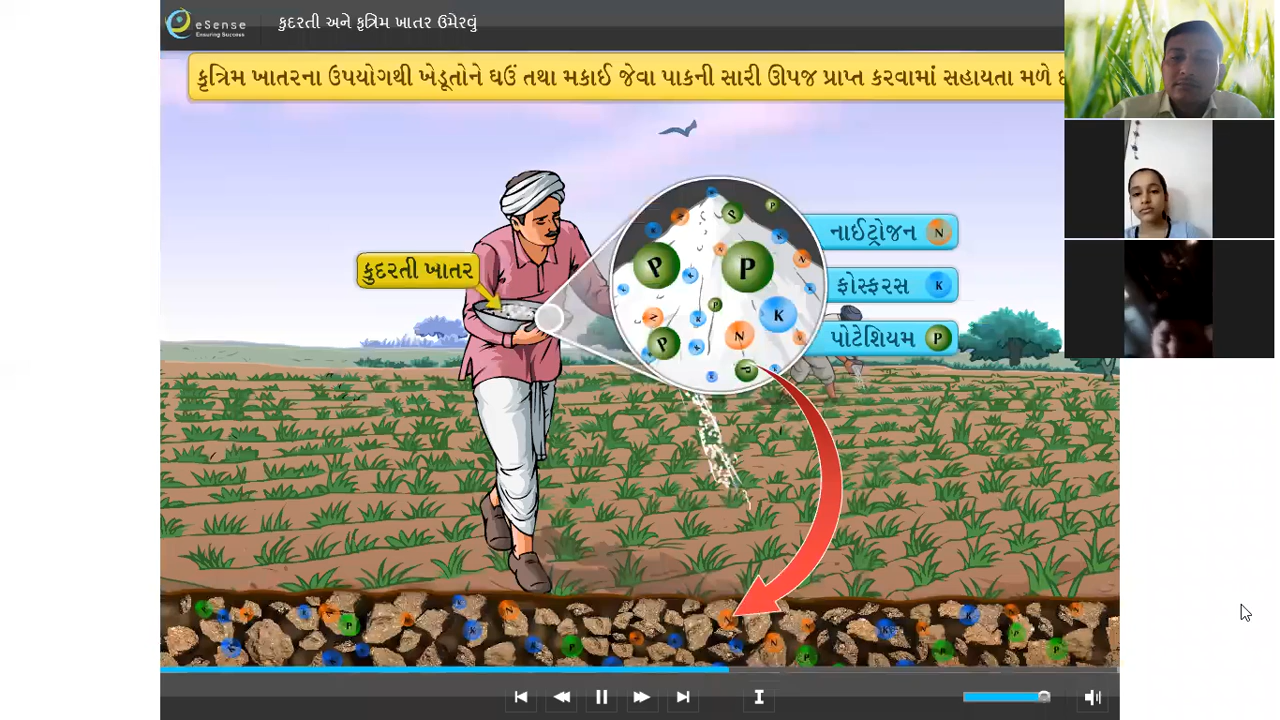 eSense
Ensuring Success
કુદરતી અને કૃત્રિમ ખાતર ઉમેરવું
કૃત્રિમ ખાતરના ઉપયોગથી ખેડૂતોને ઘઉં તથા મકાઈ જેવા પાકની સારી ઊપજ પ્રાપ્ત કરવામાં સહાયતા મળે
કુદરતી ખાતર
નાઈટ્રોજન N
ફોસ્ફરસ K
પોટેશિયમ P
P P
K
P N